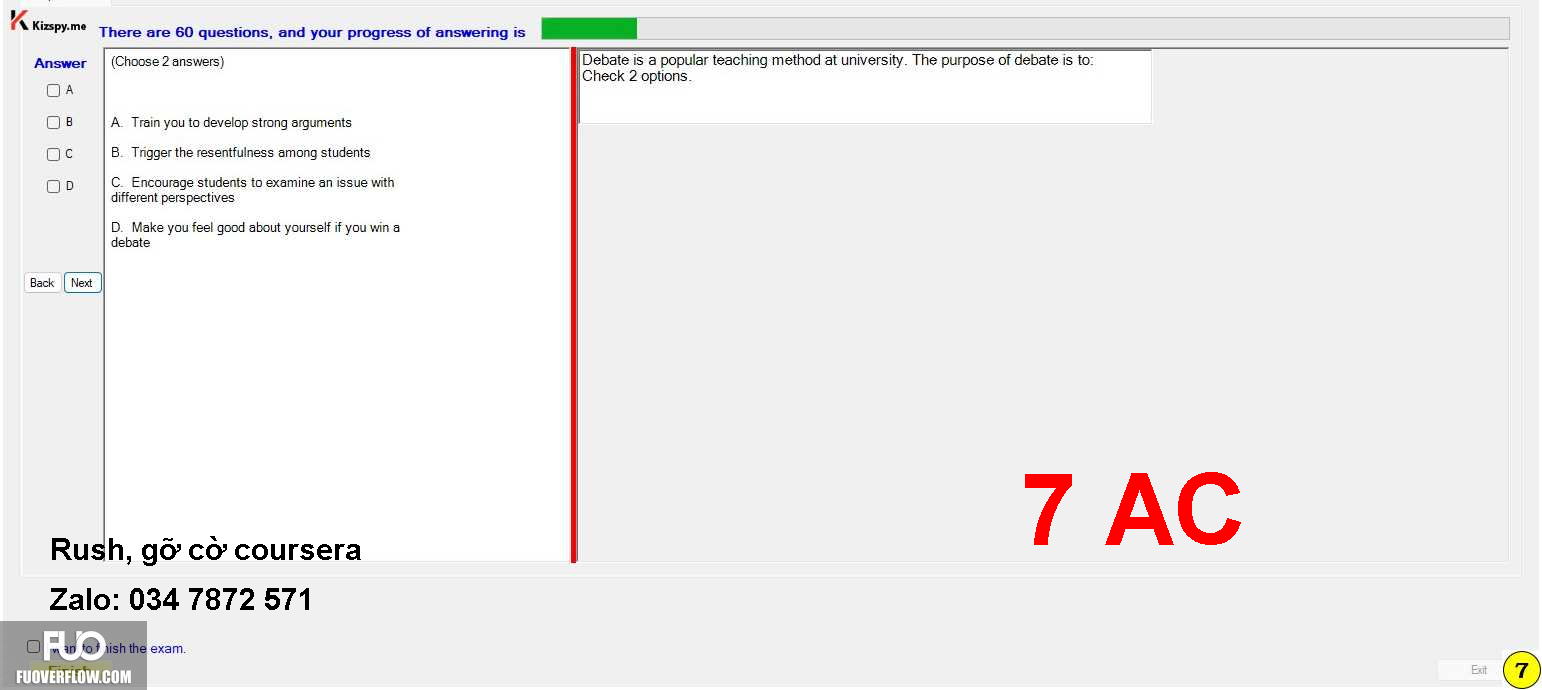 Kizspy.me
There are 60 questions, and your progress of answering is
Answer
A
B
C
D
Back
Next
(Choose 2 answers)
A. Train you to develop strong arguments
B. Trigger the resentfulness among students
C. Encourage students to examine an issue with
different perspectives
D. Make you feel good about yourself if you win a
debate
Debate is a popular teaching method at university. The purpose of debate is to:
Check 2 options.
7 AC
Rush, gỡ cờ coursera
Zalo: 034 7872 571
FUO
FUOVERFLOW.COM
the exam.
Finish
Exit
7